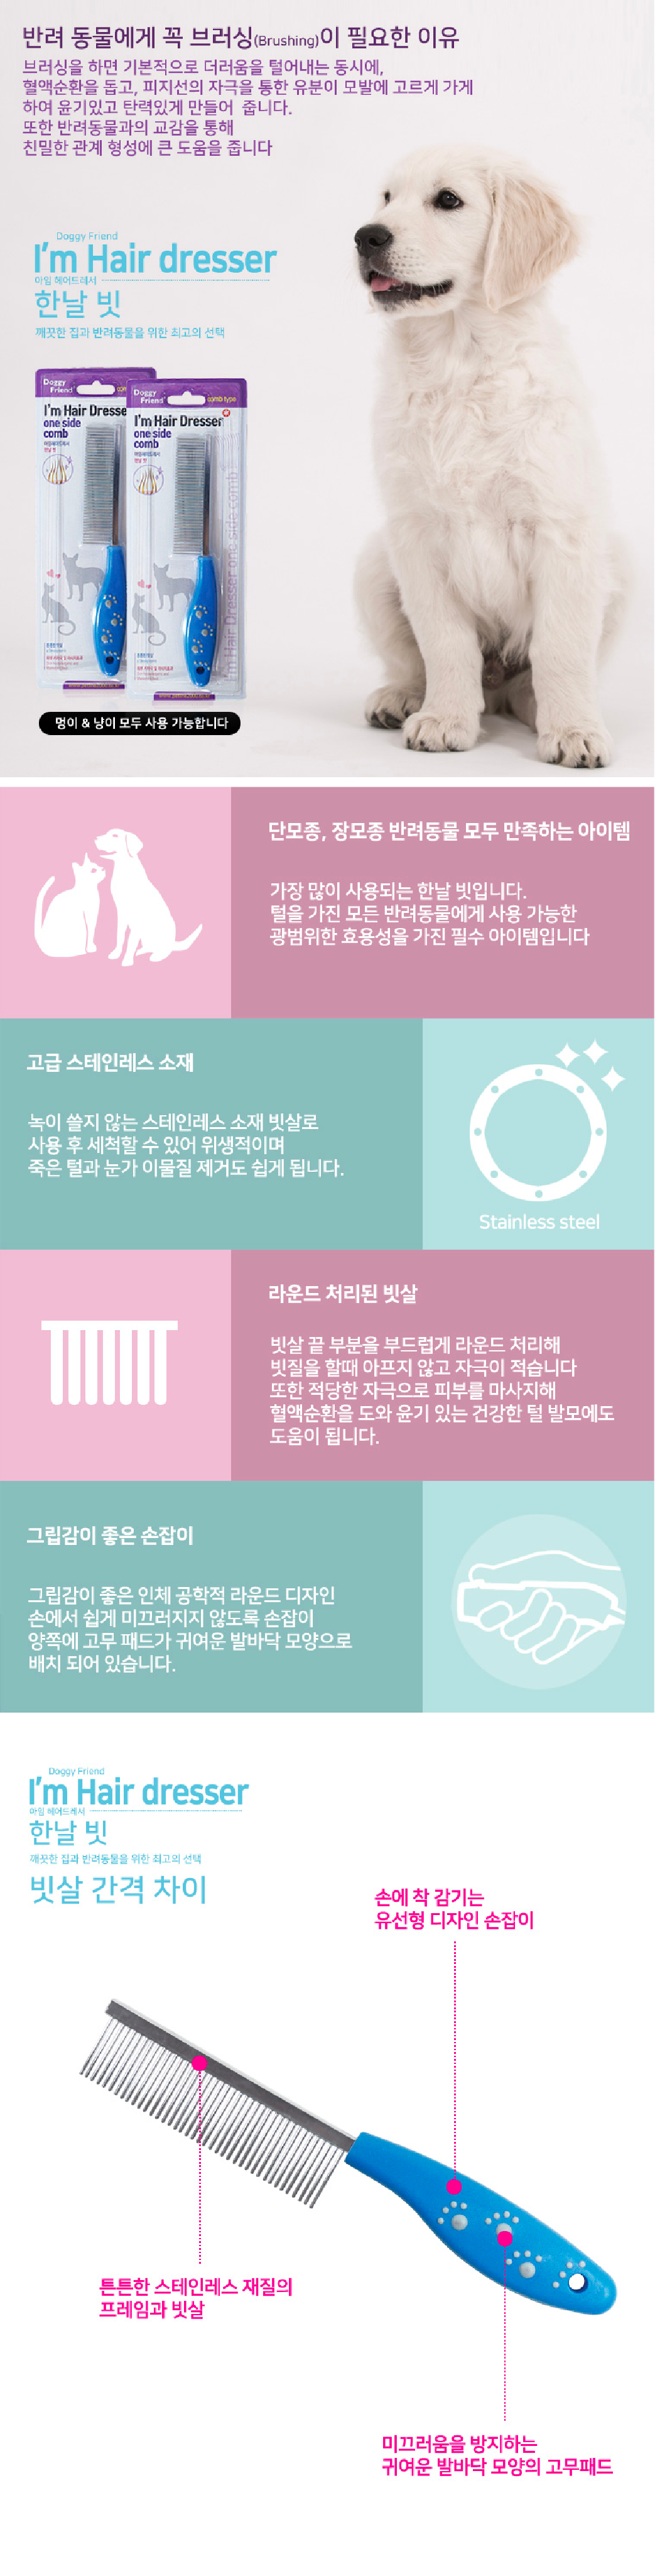 반려 동물에게 꼭 브러싱(Brushing)이 필요한 이유
브러싱을 하면 기본적으로 더러움을 털어내는 동시에,
혈액순환을 돕고, 피지선의 자극을 통한 유분이 모발에 고르게 가게
하여 윤기있고 탄력있게 만들어 줍니다.
또한 반려동물과의 교감을 통해
친밀한 관계 형성에 큰 도움을 줍니다
Doggy Friend
I'm Hair dresser
아임 헤어드레서
한날 빗
깨끗한 집과 반려동물을 위한 최고의 선택
Doggy
Friend
I'm Hair Dresse
one side
comb
Doggy
Friend
comb type
I'm Hair Dresser
one side
comb
I'm Hair Dresser one side comb
멍이 & 냥이 모두 사용 가능합니다
단모종, 장모종 반려동물 모두 만족하는 아이템
가장 많이 사용되는 한날 빗입니다.
털을 가진 모든 반려동물에게 사용 가능한
광범위한 효용성을 가진 필수 아이템입니다
고급 스테인레스 소재
녹이 쓸지 않는 스테인레스 소재 빗살로
사용 후 세척할 수 있어 위생적이며
죽은 털과 눈가 이물질 제거도 쉽게 됩니다.
Stainless steel
라운드 처리된 빗살
빗살 끝 부분을 부드럽게 라운드 처리해
빗질을 할때 아프지 않고 자극이 적습니다
또한 적당한 자극으로 피부를 마사지해
혈액순환을 도와 윤기 있는 건강한 털 발모에도
도움이 됩니다.
그립감이 좋은 손잡이
그립감이 좋은 인체 공학적 라운드 디자인
손에서 쉽게 미끄러지지 않도록 손잡이
양쪽에 고무 패드가 귀여운 발바닥 모양으로
배치 되어 있습니다.
Doggy Friend
I'm Hair dresser
아임 헤어드레서
한날 빗
깨끗한 집과 반려동물을 위한 최고의 선택
빗살 간격 차이
손에 착 감기는
유선형 디자인 손잡이
튼튼한 스테인레스 재질의
프레임과 빗살
미끄러움을 방지하는
귀여운 발바닥 모양의 고무패드